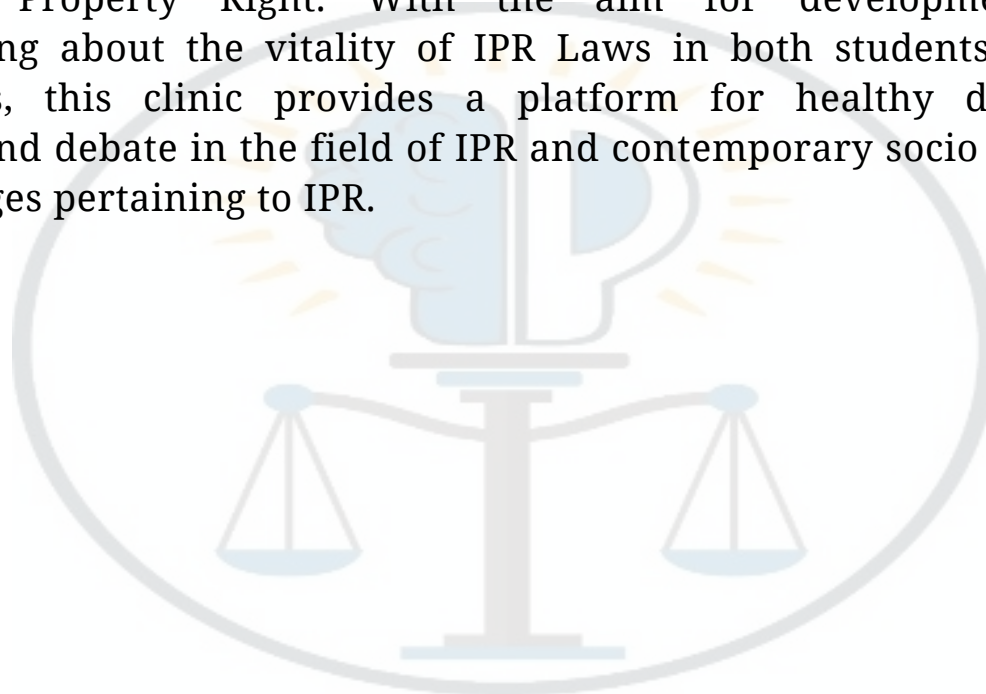 Property Right. With the aim for developme
ng about the vitality of IPR Laws in both students
s, this clinic provides a platform for healthy d
nd debate in the field of IPR and contemporary socio
ges pertaining to IPR.